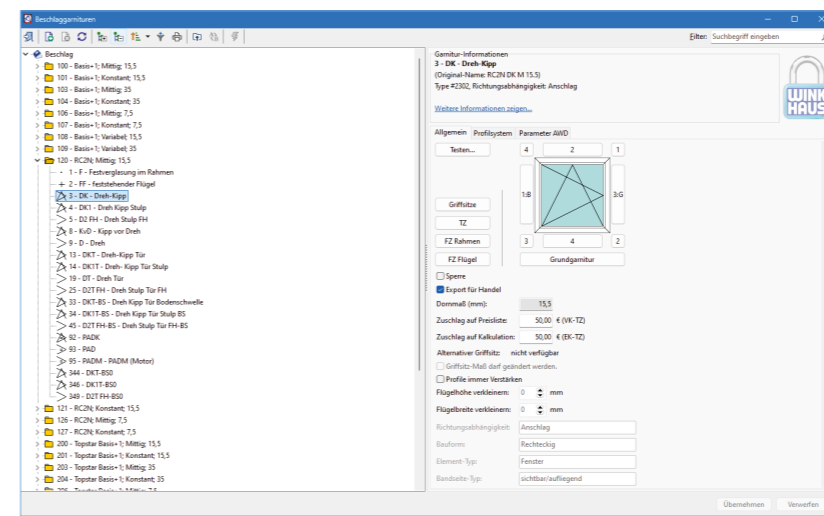 Beschlaggarnituren
Filter: Suchbegriff eingeben
Beschlag
100 - Basis+1; Mittig; 15,5
101 - Basis+1; Konstant; 15,5
103 - Basis+1; Mittig; 35
104 - Basis+1; Konstant; 35
106 - Basis+1; Mittig; 7,5
107 - Basis+1; Konstant; 7,5
108 - Basis+1; Variabel; 15,5
109 - Basis+1; Variabel; 35
120 - RC2N; Mittig; 15,5
1 - F - Festverglasung im Rahmen
2 - FF - feststehender Flügel
3 - DK - Dreh-Kipp
4 - DK1 - Dreh Kipp Stulp
5 - D2 FH - Dreh Stulp FH
8 - KvD - Kipp vor Dreh
9 - D - Dreh
13 - DKT - Dreh-Kipp Tür
14 - DK1T - Dreh- Kipp Tür Stulp
19 - DT - Dreh Tür
25 - D2T FH - Dreh Stulp Tür FH
33 - DKT-BS - Dreh Kipp Tür Bodenschwelle
34 - DK1T-BS - Dreh Kipp Tür Stulp BS
45 - D2T FH-BS - Dreh Stulp Tür FH-BS
92 - PADK
93 - PAD
95 - PADM - PADM (Motor)
344 - DKT-BS0
346 - DK1T-BS0
349 - D2T FH-BS0
121 - RC2N; Konstant; 15,5
126 - RC2N; Mittig; 7,5
127 - RC2N; Konstant; 7,5
200 - Topstar Basis+1; Mittig; 15,5
201 - Topstar Basis+1; Konstant; 15,5
203 - Topstar Basis+1; Mittig; 35
204 - Topstar Basis+1; Konstant; 35
Garnitur-Informationen
3 - DK - Dreh-Kipp
(Original-Name: RC2N DK M 15.5)
Type #2302, Richtungsabhängigkeit: Anschlag
Weitere Informationen zeigen...
WINK
HAUS
Allgemein Profilsystem Parameter AWD
Testen... 4 2 1
1:B 3:G
Griffsitze
TZ
FZ Rahmen 3 4 2
FZ Flügel Grundgarnitur
Sperre
Export für Handel
Dornmaß (mm): 15,5
Zuschlag auf Preisliste: 50,00 € (VK-TZ)
Zuschlag auf Kalkulation: 50,00 € (EK-TZ)
Alternativer Griffsitz: nicht verfügbar
Griffsitz-Maß darf geändert werden.
Profile immer Verstärken
Flügelhöhe verkleinern: 0 mm
Flügelbreite verkleinern: 0 mm
Richtungsabhängigkeit: Anschlag
Bauform: Rechteckig
Element-Typ: Fenster
Bandseite-Typ: sichtbar/aufliegend
Übernehmen Verwerfen